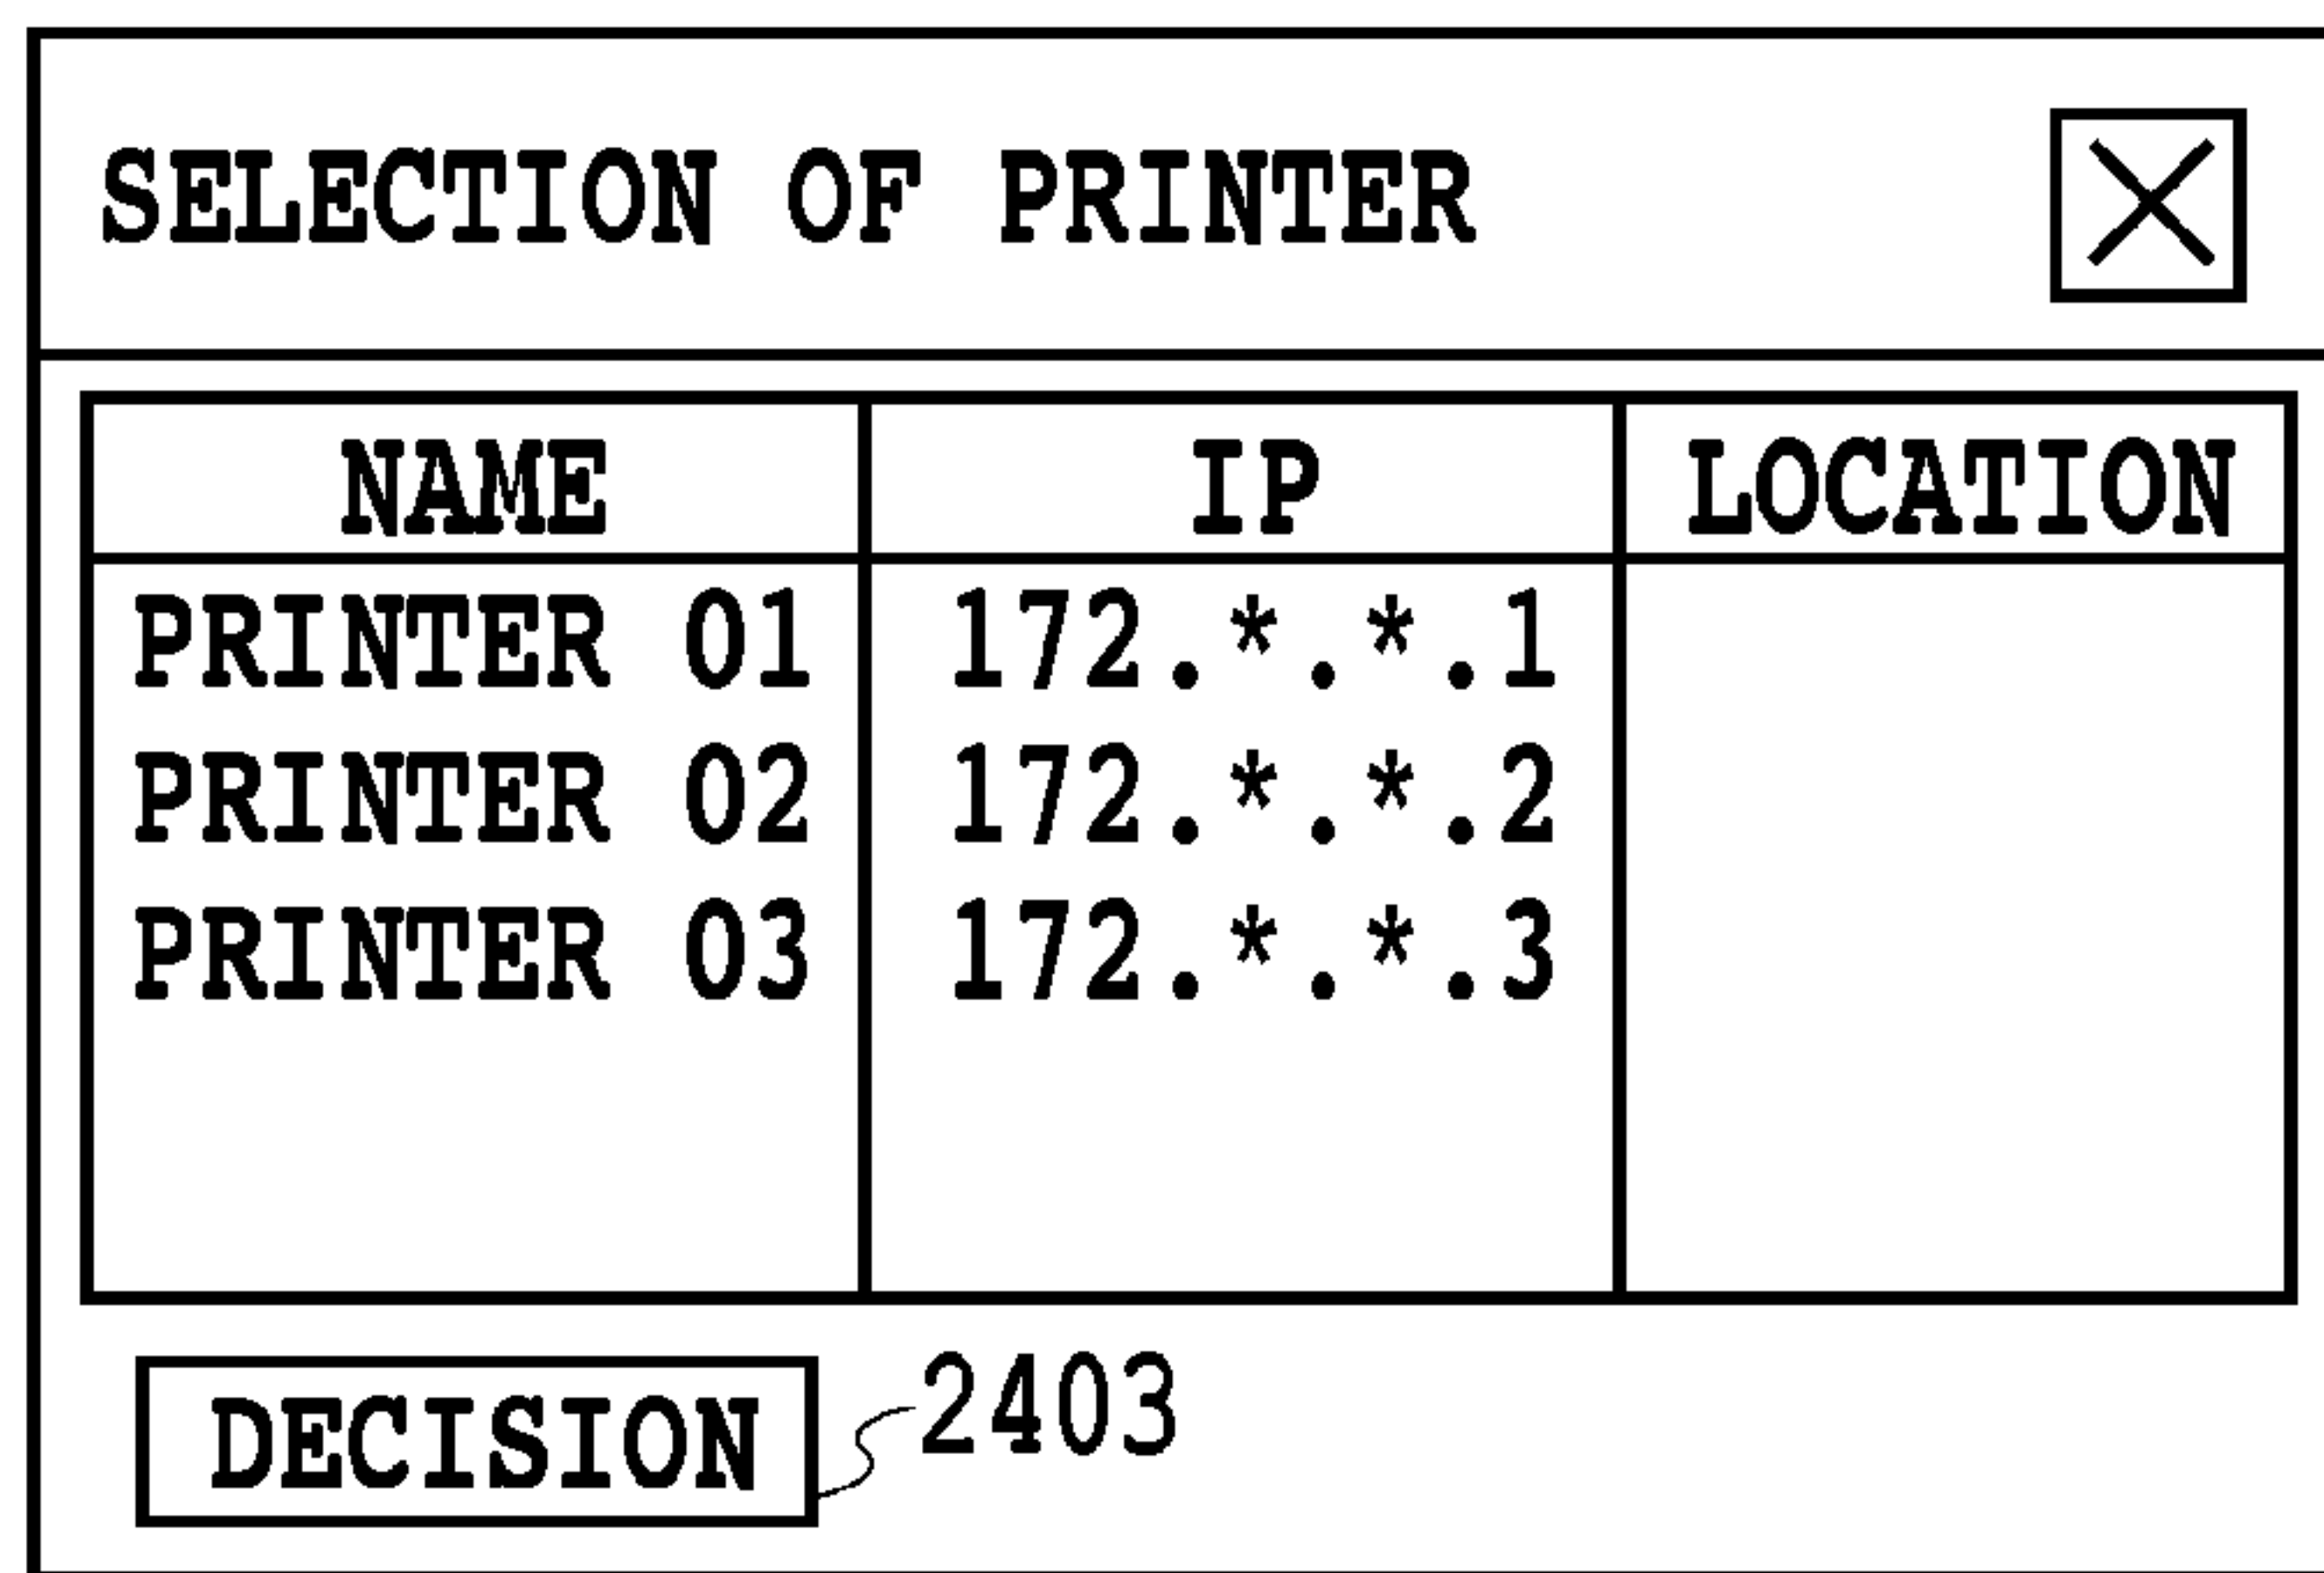 SELECTION OF PRINTER
NAME IP LOCATION
PRINTER 01 172.*.*.1
PRINTER 02 172.*.*.2
PRINTER 03 172.*.*.3
DECISION 2403